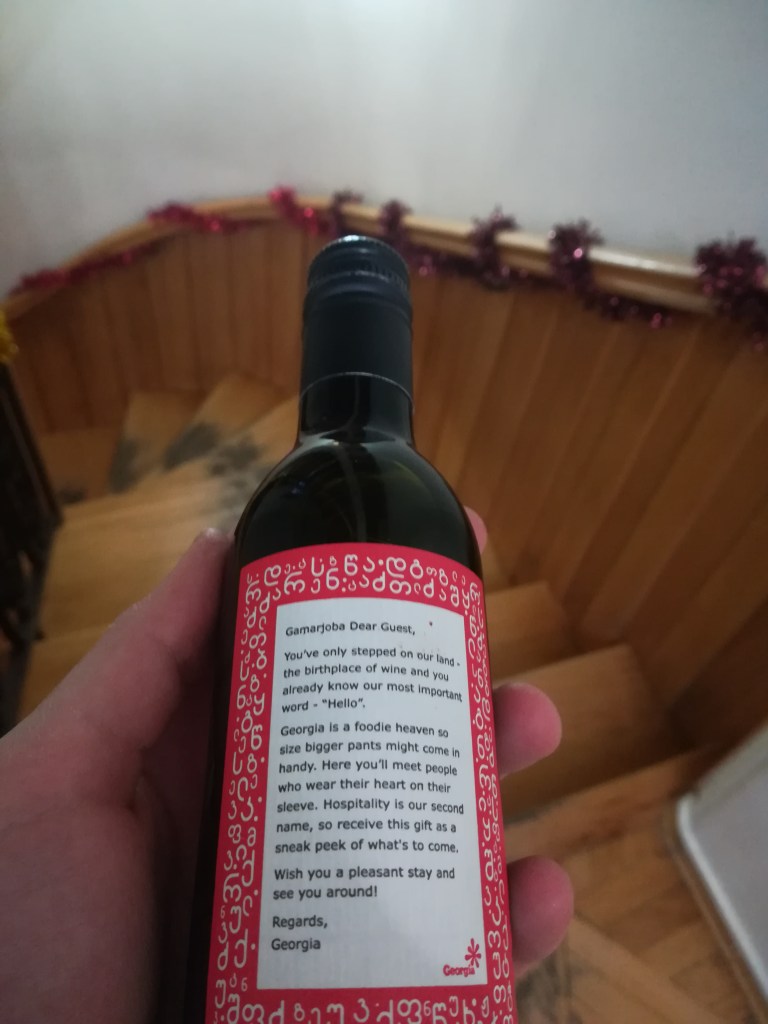 Gamarjoba Dear Guest,
You've only stepped on our land -
the birthplace of wine and you
already know our most important
word - "Hello".
Georgia is a foodie heaven so
size bigger pants might come in
handy. Here you'll meet people
who wear their heart on their
sleeve. Hospitality is our second
name, so receive this gift as a
sneak peek of what's to come.
Wish you a pleasant stay and
see you around!
Regards,
Georgia
Georgia